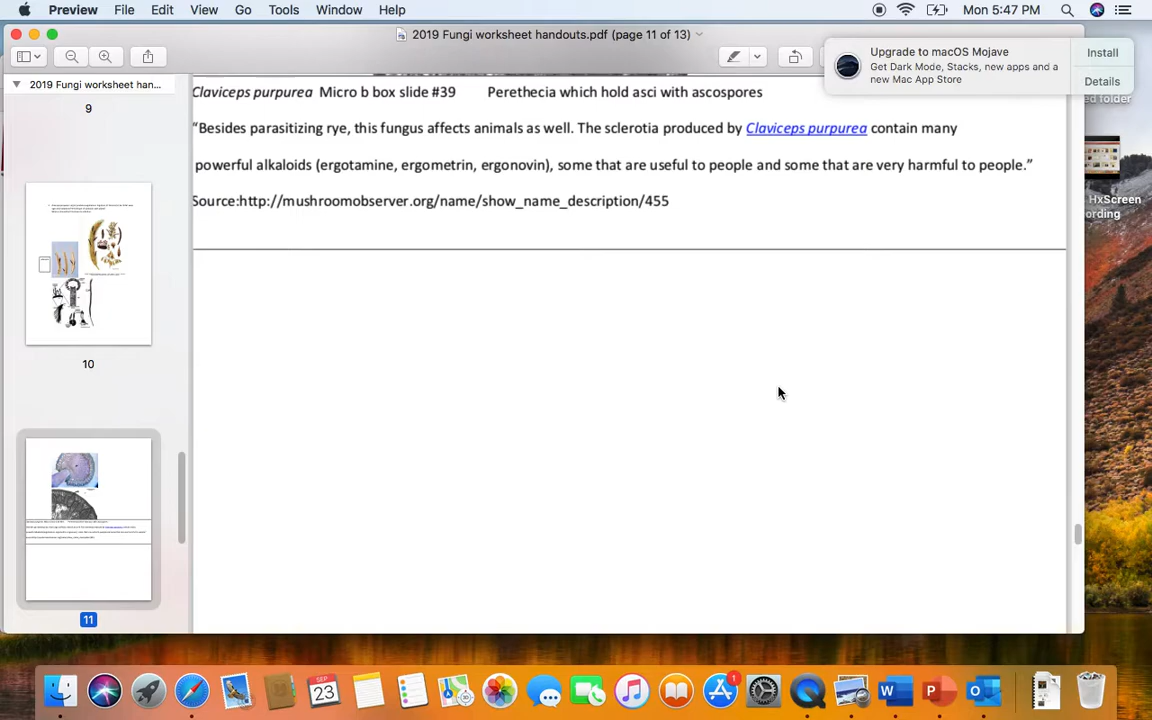 Preview File Edit View Go Tools Window Help Mon 5:47 PM
2019 Fungi worksheet handouts.pdf (page 11 of 13)
Upgrade to macOS Mojave
Get Dark Mode, Stacks, new apps and a
new Mac App Store
Install
Details
2019 Fungi worksheet han...
9
10
11
Claviceps purpurea Micro b box slide #39 Perethecia which hold asci with ascospores
“Besides parasitizing rye, this fungus affects animals as well. The sclerotia produced by Claviceps purpurea contain many
powerful alkaloids (ergotamine, ergometrin, ergonovin), some that are useful to people and some that are very harmful to people.”
Source:http://mushroomobserver.org/name/show_name_description/455
folder
HxScreen
ording
SEP
23
1